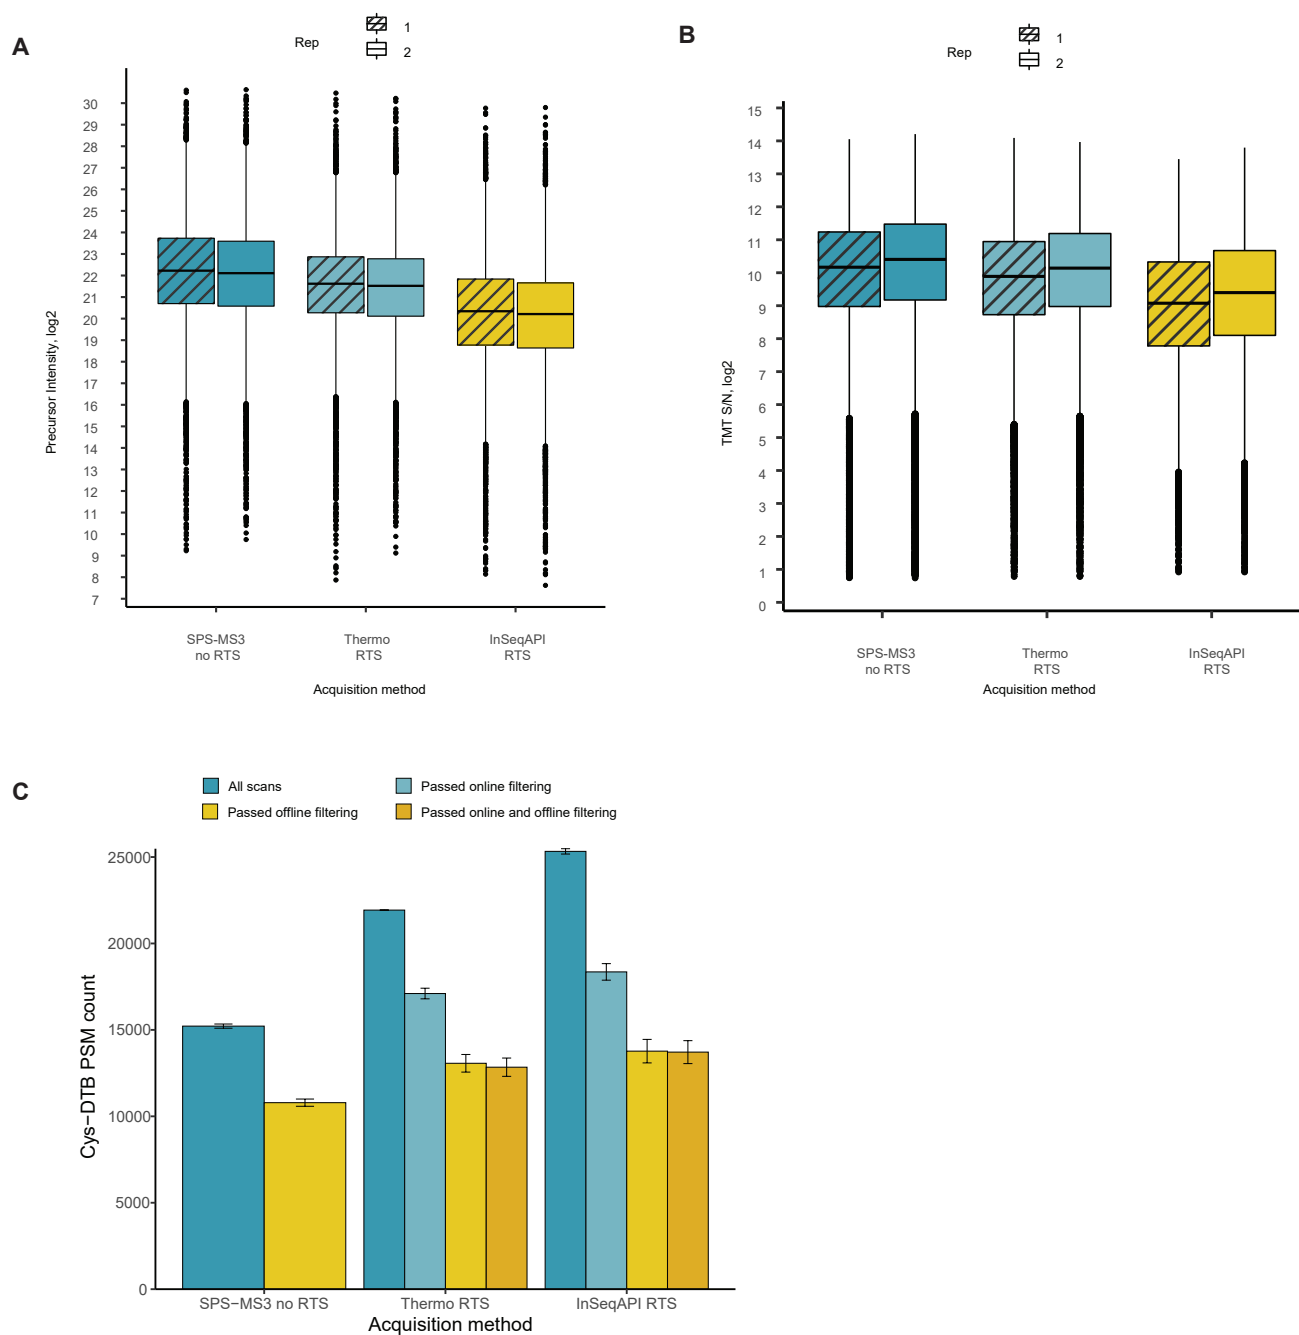 A
Rep
1
2
30
29
28
27
26
25
24
23
22
21
20
19
18
17
16
15
14
13
12
11
10
9
8
7
Precursor Intensity, log2
SPS-MS3
no RTS
Thermo
RTS
InSeqAPI
RTS
Acquisition method
B
Rep
1
2
15
14
13
12
11
10
9
8
7
6
5
4
3
2
1
0
TMT S/N, log2
SPS-MS3
no RTS
Thermo
RTS
InSeqAPI
RTS
Acquisition method
C
All scans
Passed online filtering
Passed offline filtering
Passed online and offline filtering
25000
20000
15000
10000
5000
0
Cys−DTB PSM count
SPS−MS3 no RTS
Thermo RTS
InSeqAPI RTS
Acquisition method